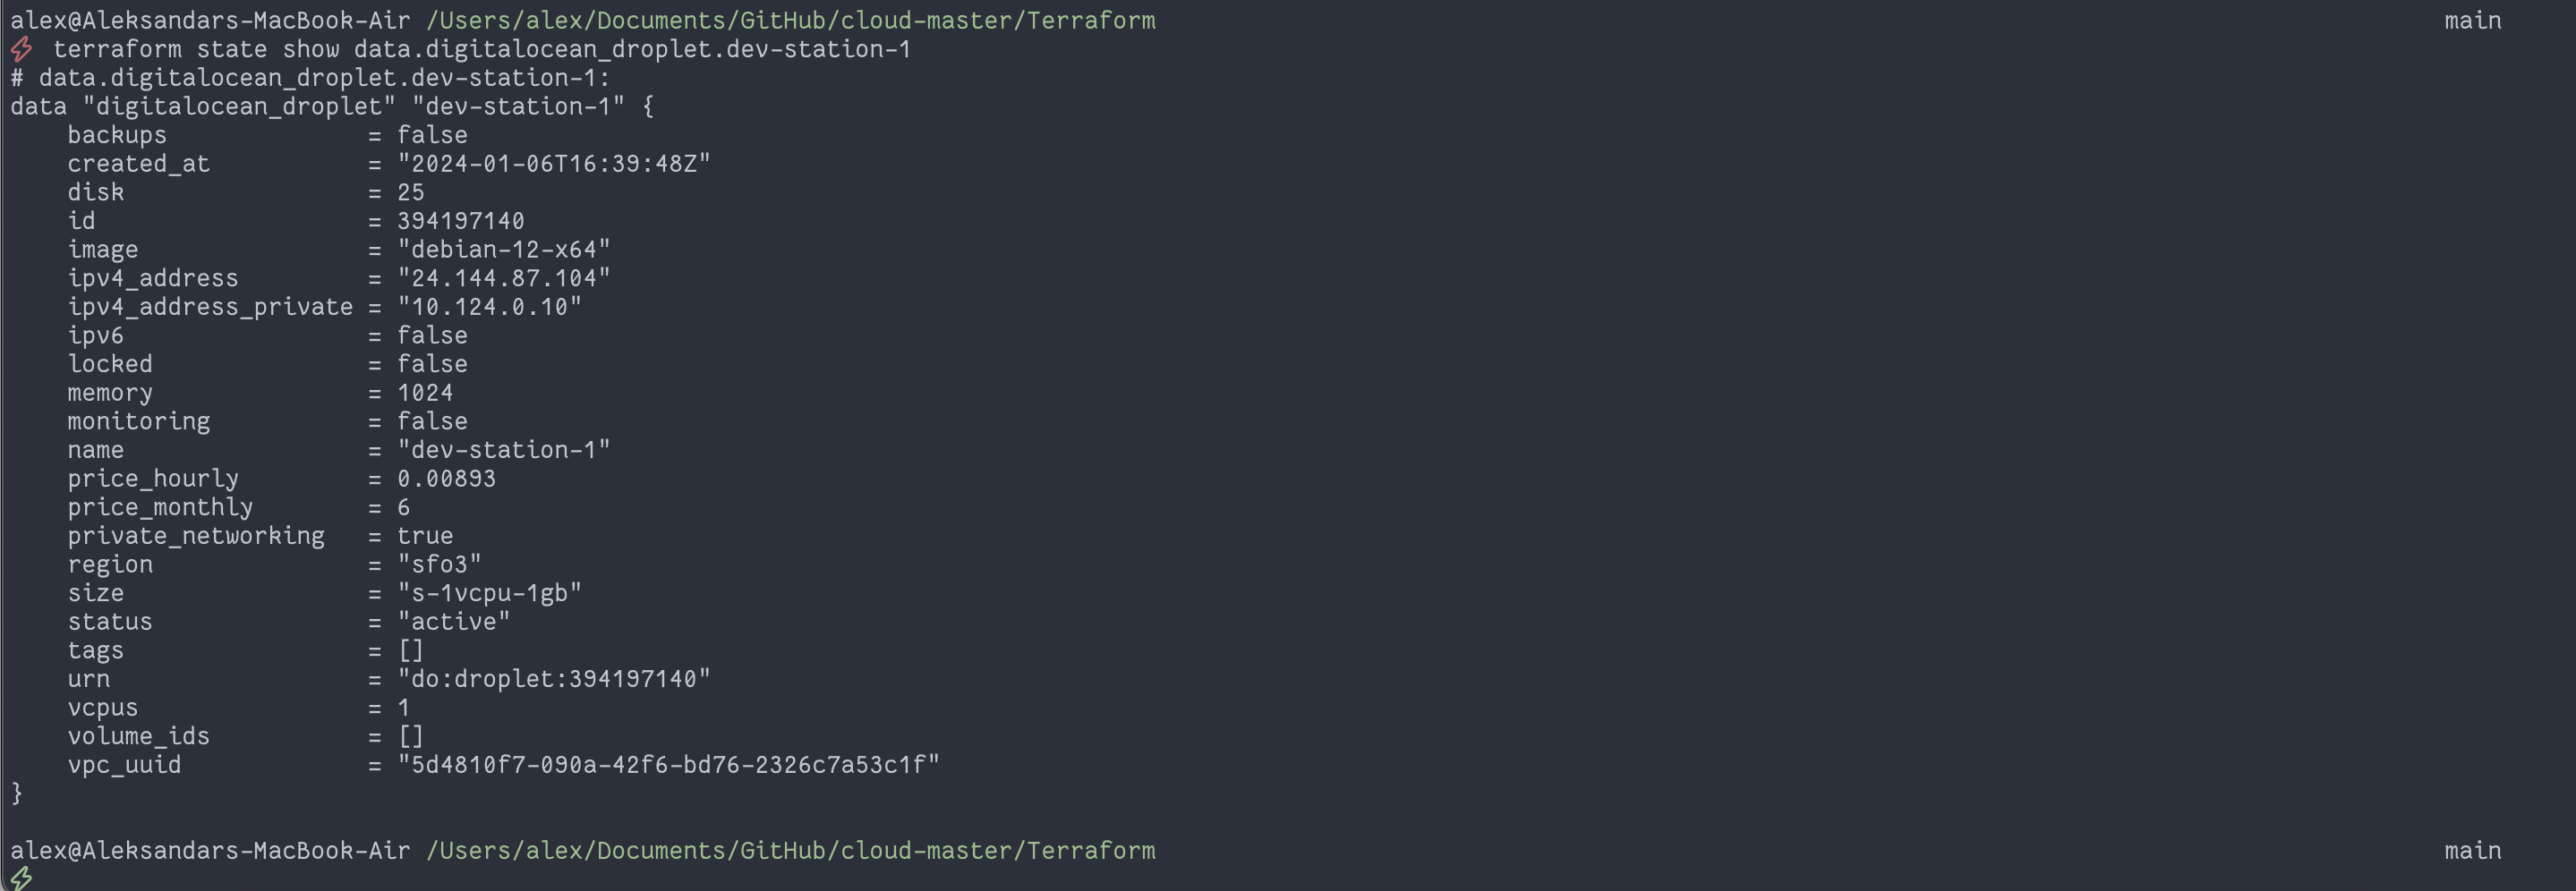 alex@Aleksandars-MacBook-Air /Users/alex/Documents/GitHub/cloud-master/Terraform main
terraform state show data.digitalocean_droplet.dev-station-1
# data.digitalocean_droplet.dev-station-1:
data "digitalocean_droplet" "dev-station-1" {
    backups              = false
    created_at           = "2024-01-06T16:39:48Z"
    disk                 = 25
    id                   = 394197140
    image                = "debian-12-x64"
    ipv4_address         = "24.144.87.104"
    ipv4_address_private = "10.124.0.10"
    ipv6                 = false
    locked               = false
    memory               = 1024
    monitoring           = false
    name                 = "dev-station-1"
    price_hourly         = 0.00893
    price_monthly        = 6
    private_networking   = true
    region               = "sfo3"
    size                 = "s-1vcpu-1gb"
    status               = "active"
    tags                 = []
    urn                  = "do:droplet:394197140"
    vcpus                = 1
    volume_ids           = []
    vpc_uuid             = "5d4810f7-090a-42f6-bd76-2326c7a53c1f"
}
alex@Aleksandars-MacBook-Air /Users/alex/Documents/GitHub/cloud-master/Terraform main